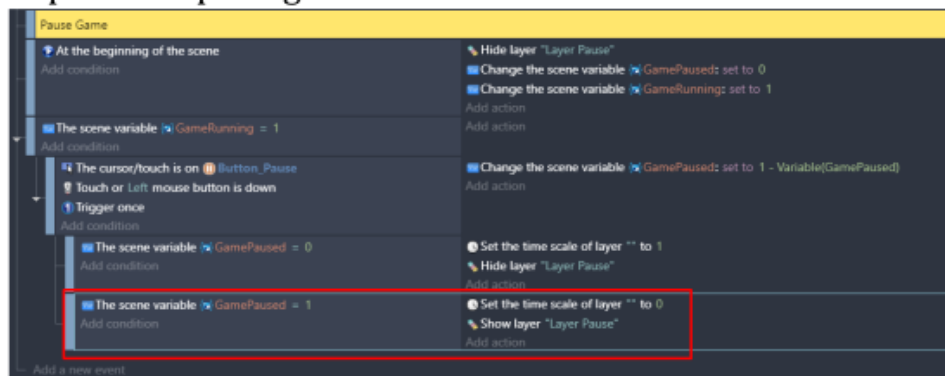 Pause Game
At the beginning of the scene
Add condition
Hide layer "Layer Pause"
Change the scene variable GamePaused: set to 0
Change the scene variable GameRunning: set to 1
Add action
The scene variable GameRunning = 1
Add condition
Add action
The cursor/touch is on Button_Pause
Touch or Left mouse button is down
Trigger once
Add condition
Change the scene variable GamePaused: set to 1 - Variable(GamePaused)
Add action
The scene variable GamePaused = 0
Add condition
Set the time scale of layer "" to 1
Hide layer "Layer Pause"
Add action
The scene variable GamePaused = 1
Add condition
Set the time scale of layer "" to 0
Show layer "Layer Pause"
Add action
Add a new event